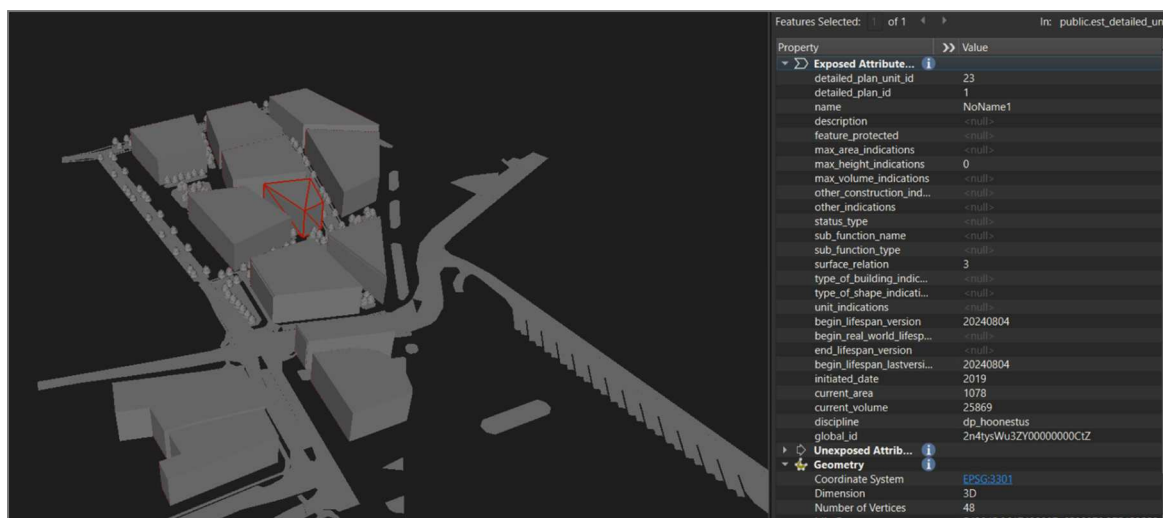 Features Selected: 1 of 1 In: public.est_detailed_un
Property Value
Exposed Attribute...
detailed_plan_unit_id 23
detailed_plan_id 1
name NoName1
description <null>
feature_protected <null>
max_area_indications <null>
max_height_indications 0
max_volume_indications <null>
other_construction_ind... <null>
other_indications <null>
status_type <null>
sub_function_name <null>
sub_function_type <null>
surface_relation 3
type_of_building_indic... <null>
type_of_shape_indicati... <null>
unit_indications <null>
begin_lifespan_version 20240804
begin_real_world_lifesp... <null>
end_lifespan_version <null>
begin_lifespan_lastversi... 20240804
initiated_date 2019
current_area 1078
current_volume 25869
discipline dp_hoonestus
global_id 2n4tysWu3ZY00000000CtZ
Unexposed Attrib...
Geometry
Coordinate System EPSG:3301
Dimension 3D
Number of Vertices 48